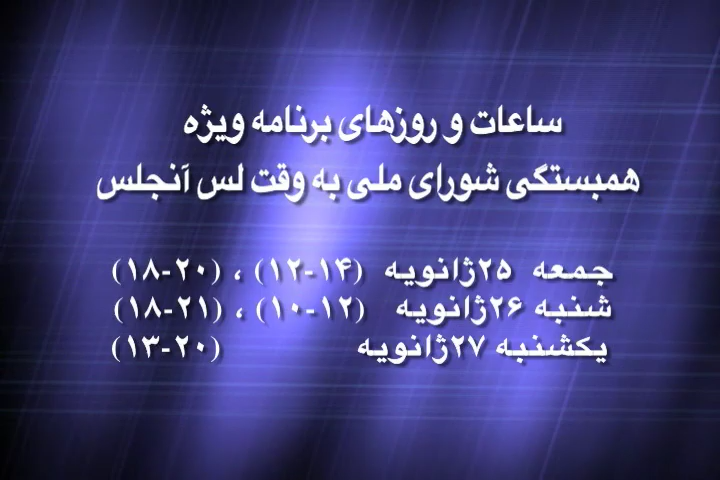 ساعات و روزهای برنامه ویژه
همبستگی شورای ملی به وقت لس آنجلس
جمعه ۲۵ژانویه (۱۴-۱۲) ، (۲۰-۱۸)
شنبه ۲۶ژانویه (۱۲-۱۰) ، (۲۱-۱۸)
یکشنبه ۲۷ژانویه (۲۰-۱۳)